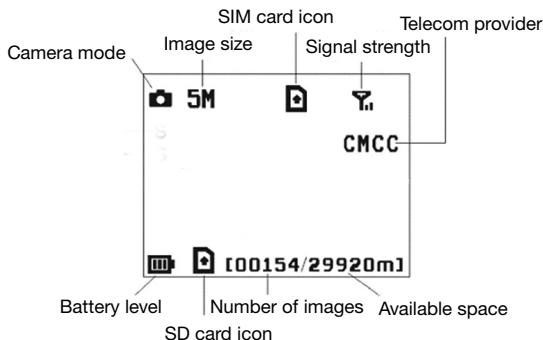 SIM card icon
Telecom provider
Image size
Signal strength
Camera mode
5M
CMCC
[00154/29920m]
Battery level
Number of images
Available space
SD card icon